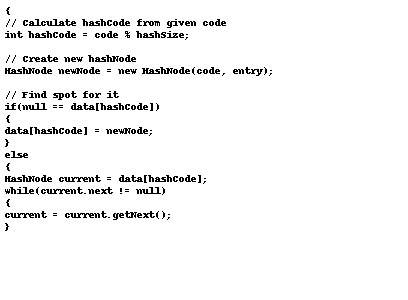 {
// Calculate hashCode from given code
int hashCode = code % hashSize;
// Create new hashNode
HashNode newNode = new HashNode(code, entry);
// Find spot for it
if(null == data[hashCode])
{
data[hashCode] = newNode;
}
else
{
HashNode current = data[hashCode];
while(current.next != null)
{
current = current.getNext();
}